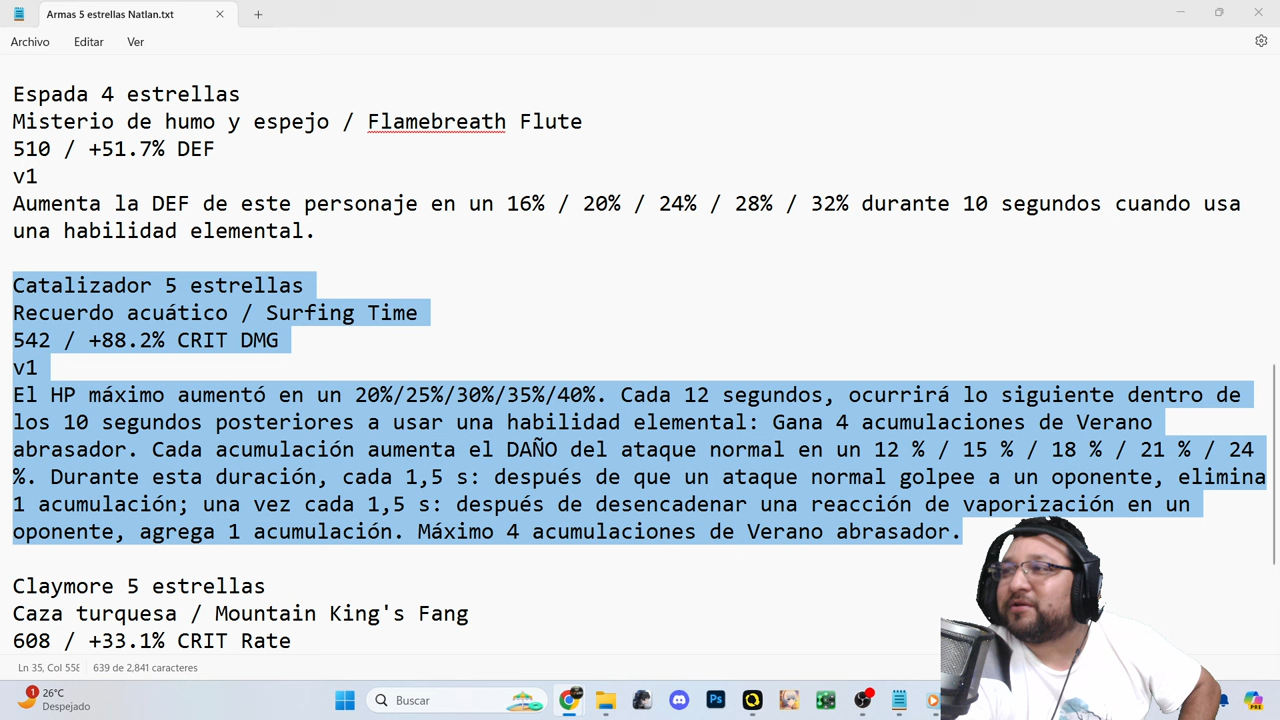 Armas 5 estrellas Natlan.txt
Archivo Editar Ver
Espada 4 estrellas
Misterio de humo y espejo / Flamebreath Flute
510 / +51.7% DEF
v1
Aumenta la DEF de este personaje en un 16% / 20% / 24% / 28% / 32% durante 10 segundos cuando usa
una habilidad elemental.
Catalizador 5 estrellas
Recuerdo acuático / Surfing Time
542 / +88.2% CRIT DMG
v1
El HP máximo aumentó en un 20%/25%/30%/35%/40%. Cada 12 segundos, ocurrirá lo siguiente dentro de
los 10 segundos posteriores a usar una habilidad elemental: Gana 4 acumulaciones de Verano
abrasador. Cada acumulación aumenta el DAÑO del ataque normal en un 12 % / 15 % / 18 % / 21 % / 24
%. Durante esta duración, cada 1,5 s: después de que un ataque normal golpee a un oponente, elimina
1 acumulación; una vez cada 1,5 s: después de desencadenar una reacción de vaporización en un
oponente, agrega 1 acumulación. Máximo 4 acumulaciones de Verano abrasador.
Claymore 5 estrellas
Caza turquesa / Mountain King's Fang
608 / +33.1% CRIT Rate
Ln 35, Col 558 639 de 2,841 caracteres
1 26°C
Despejado
Buscar
Ps
PRE